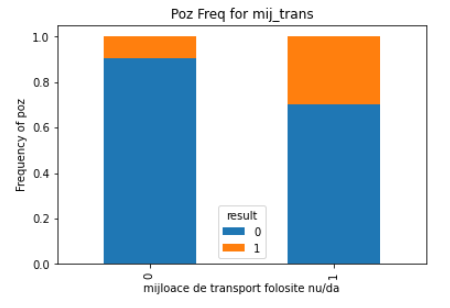 Poz Freq for mij_trans
1.0
0.8
0.6
0.4
0.2
0.0
Frequency of poz
result
0
1
0
1
mijloace de transport folosite nu/da